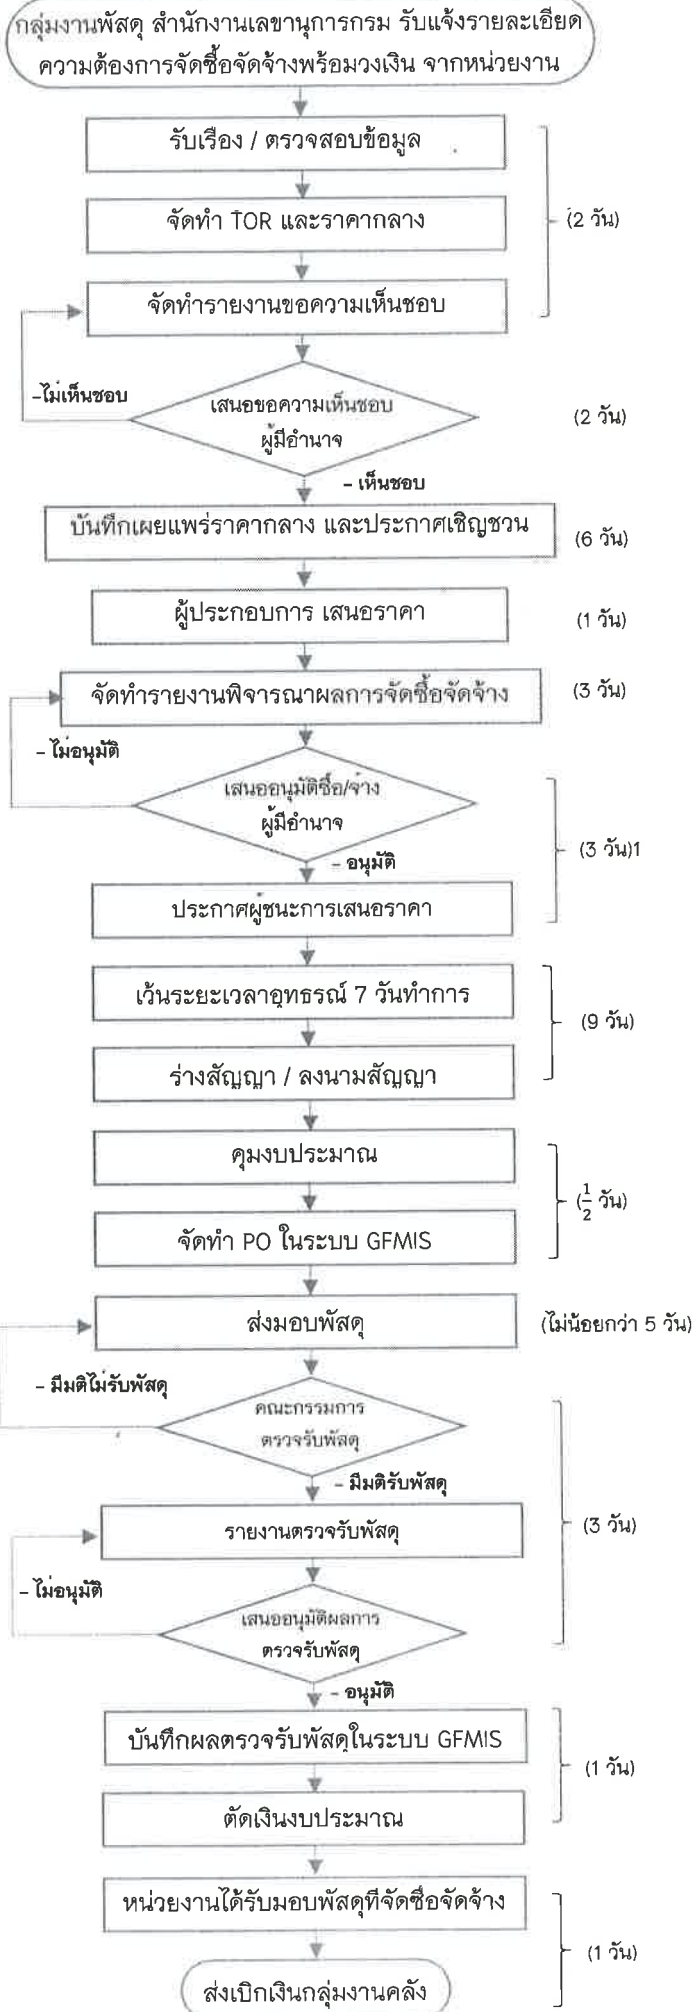 กลุ่มงานพัสดุ สำนักงานเลขานุการกรม รับแจ้งรายละเอียด
ความต้องการจัดซื้อจัดจ้างพร้อมวงเงิน จากหน่วยงาน
รับเรื่อง / ตรวจสอบข้อมูล
จัดทำ TOR และราคากลาง
(2 วัน)
จัดทำรายงานขอความเห็นชอบ
-ไม่เห็นชอบ
เสนอขอความเห็นชอบ
ผู้มีอำนาจ
(2 วัน)
- เห็นชอบ
บันทึกเผยแพร่ราคากลาง และประกาศเชิญชวน
(6 วัน)
ผู้ประกอบการ เสนอราคา
(1 วัน)
จัดทำรายงานพิจารณาผลการจัดซื้อจัดจ้าง
(3 วัน)
- ไม่อนุมัติ
เสนออนุมัติซื้อ/จ้าง
ผู้มีอำนาจ
(3 วัน)1
- อนุมัติ
ประกาศผู้ชนะการเสนอราคา
เว้นระยะเวลาอุทธรณ์ 7 วันทำการ
(9 วัน)
ร่างสัญญา / ลงนามสัญญา
คุมงบประมาณ
(1/2 วัน)
จัดทำ PO ในระบบ GFMIS
ส่งมอบพัสดุ
(ไม่น้อยกว่า 5 วัน)
- มีมติไม่รับพัสดุ
คณะกรรมการ
ตรวจรับพัสดุ
- มีมติรับพัสดุ
รายงานตรวจรับพัสดุ
(3 วัน)
- ไม่อนุมัติ
เสนออนุมัติผลการ
ตรวจรับพัสดุ
- อนุมัติ
บันทึกผลตรวจรับพัสดุในระบบ GFMIS
(1 วัน)
ตัดเงินงบประมาณ
หน่วยงานได้รับมอบพัสดุที่จัดซื้อจัดจ้าง
(1 วัน)
ส่งเบิกเงินกลุ่มงานคลัง